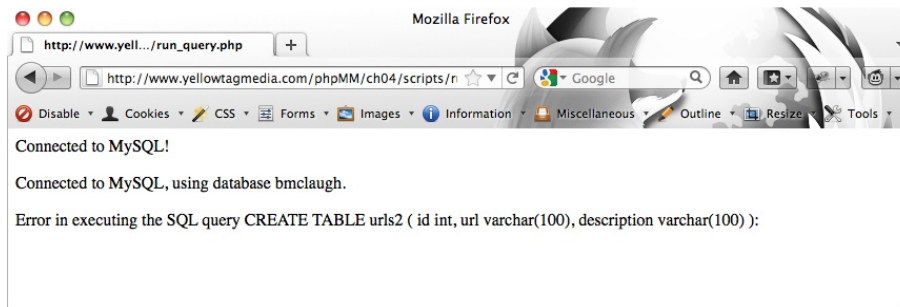 Mozilla Firefox
http://www.yell.../run_query.php +
http://www.yellowtagmedia.com/phpMM/ch04/scripts/r Google
Disable Cookies CSS Forms Images Information Miscellaneous Outline Resize Tools
Connected to MySQL!
Connected to MySQL, using database bmclaugh.
Error in executing the SQL query CREATE TABLE urls2 ( id int, url varchar(100), description varchar(100) ):